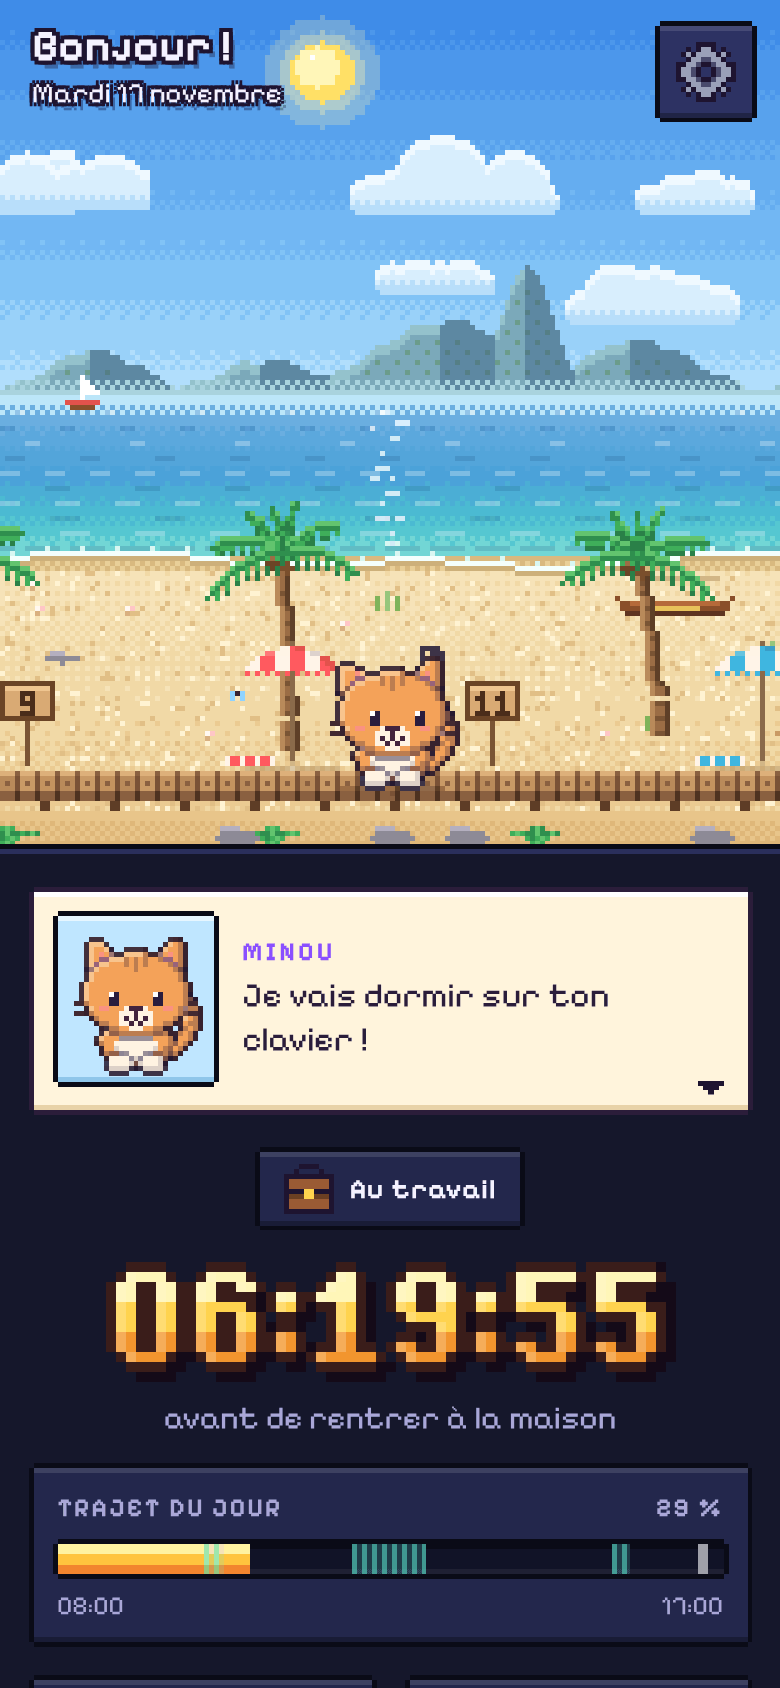 Bonjour !
Mardi 17 novembre
9
11
MINOU
Je vais dormir sur ton
clavier !
Au travail
06:19:55
avant de rentrer à la maison
TRAJET DU JOUR
29 %
08:00
17:00